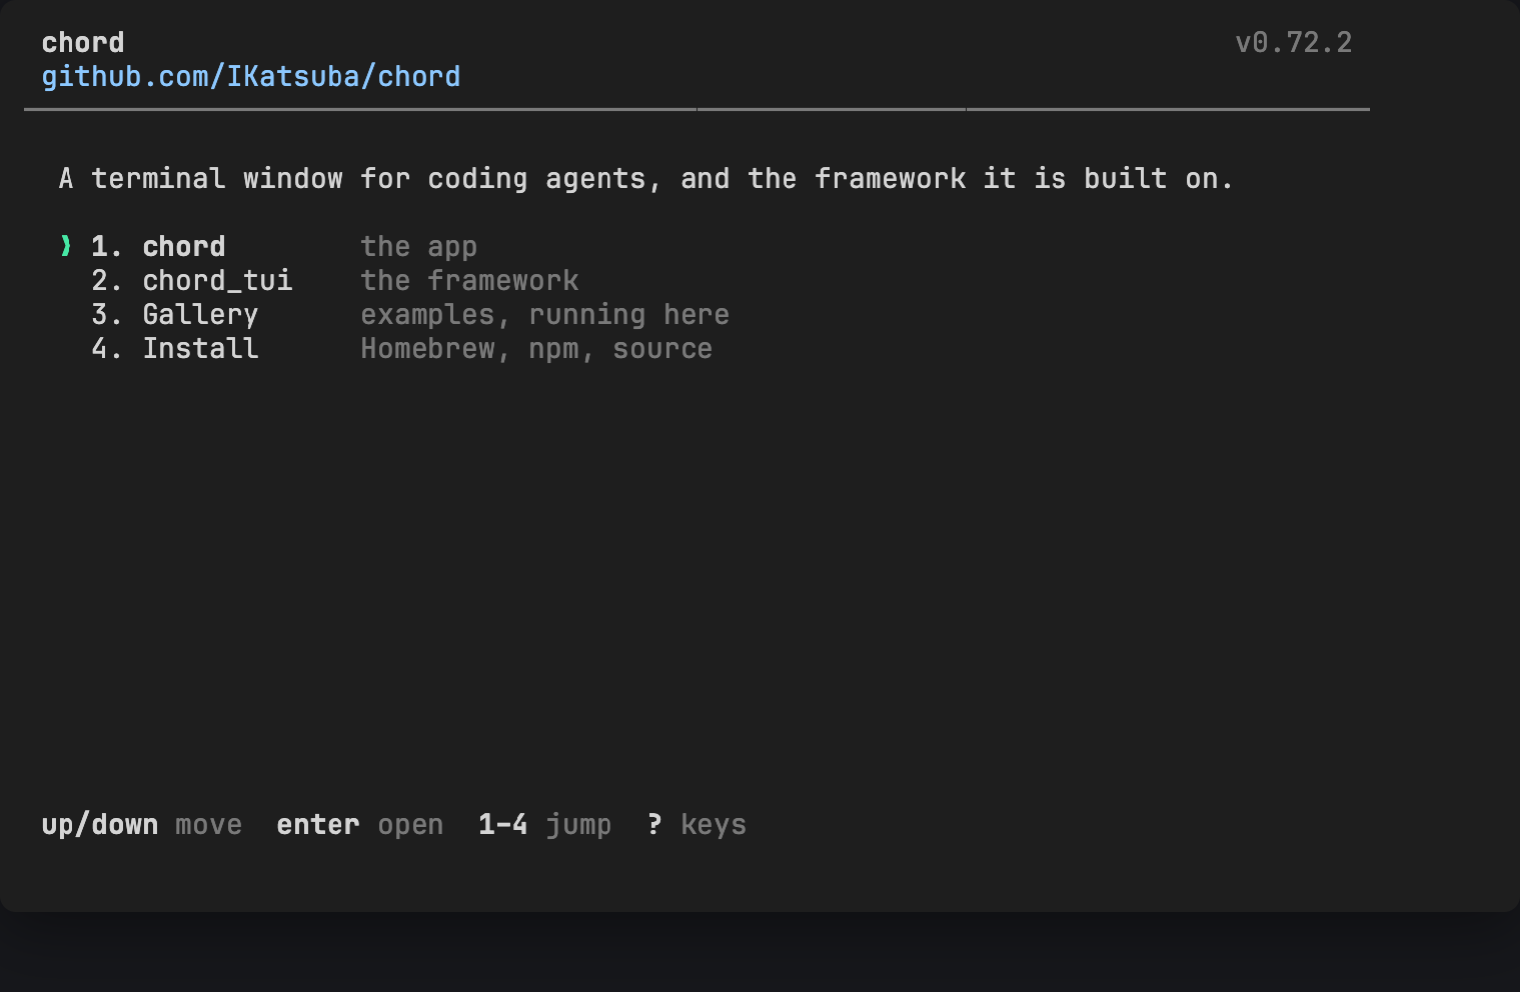 chord v0.72.2
github.com/IKatsuba/chord
A terminal window for coding agents, and the framework it is built on.
❯ 1. chord the app
2. chord_tui the framework
3. Gallery examples, running here
4. Install Homebrew, npm, source
up/down move enter open 1-4 jump ? keys